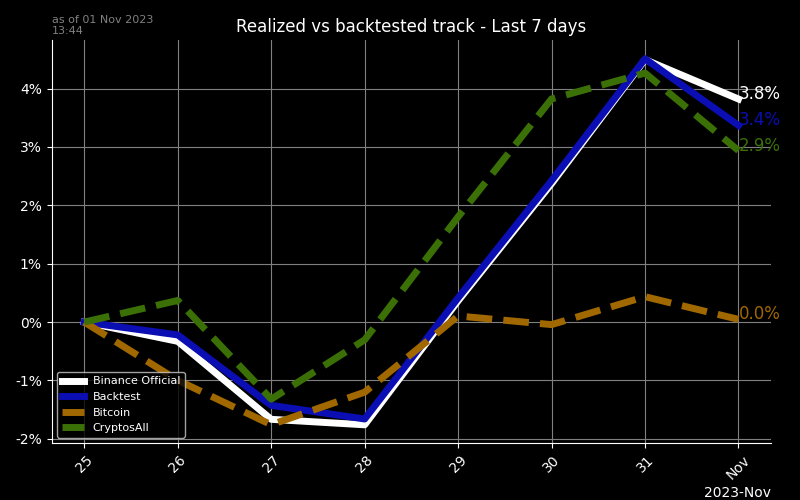 as of 01 Nov 2023
13:44
Realized vs backtested track - Last 7 days
4%
3%
2%
1%
0%
-1%
-2%
3.8%
3.4%
2.9%
0.0%
Binance Official
Backtest
Bitcoin
CryptosAll
25
26
27
28
29
30
31
Nov
2023-Nov